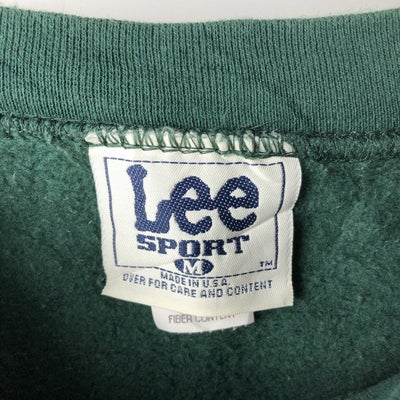 Lee
SPORT
M
TM
MADE IN U.S.A.
OVER FOR CARE AND CONTENT
FIBER CONTENT